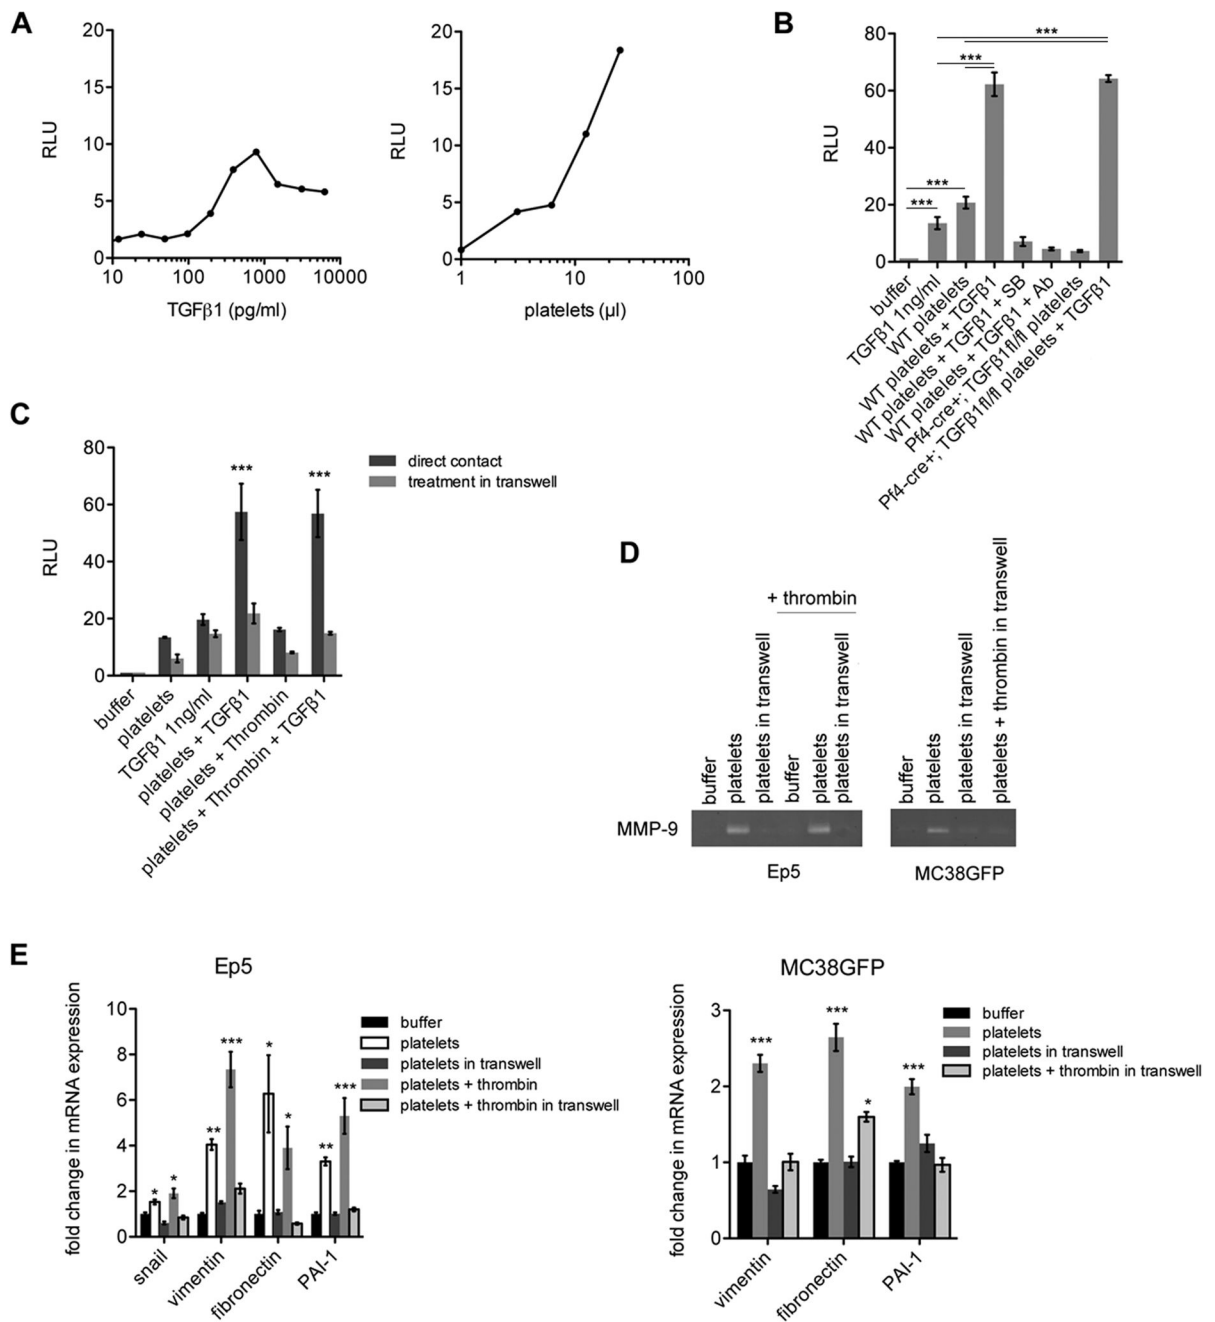 A
20
15
10
5
0
RLU
10
100
1000
10000
TGFβ1 (pg/ml)
20
15
10
5
0
RLU
1
10
100
platelets (μl)
B
80
60
40
20
0
RLU
***
***
***
***
buffer
TGFβ1 1ng/ml
WT platelets
WT platelets + TGFβ1
WT platelets + TGFβ1 + SB
WT platelets + TGFβ1 + Ab
Pf4-cre+; TGFβ1fl/fl platelets
Pf4-cre+; TGFβ1fl/fl platelets + TGFβ1
C
80
60
40
20
0
RLU
***
***
direct contact
treatment in transwell
buffer
platelets
TGFβ1 1ng/ml
platelets + TGFβ1
platelets + Thrombin
platelets + Thrombin + TGFβ1
D
+ thrombin
buffer
platelets
platelets in transwell
buffer
platelets
platelets in transwell
buffer
platelets
platelets in transwell
platelets + thrombin in transwell
MMP-9
Ep5
MC38GFP
E
Ep5
10
8
6
4
2
0
fold change in mRNA expression
*
*
**
***
*
*
**
***
buffer
platelets
platelets in transwell
platelets + thrombin
platelets + thrombin in transwell
snail
vimentin
fibronectin
PAI-1
MC38GFP
3
2
1
0
fold change in mRNA expression
***
***
*
***
buffer
platelets
platelets in transwell
platelets + thrombin in transwell
vimentin
fibronectin
PAI-1